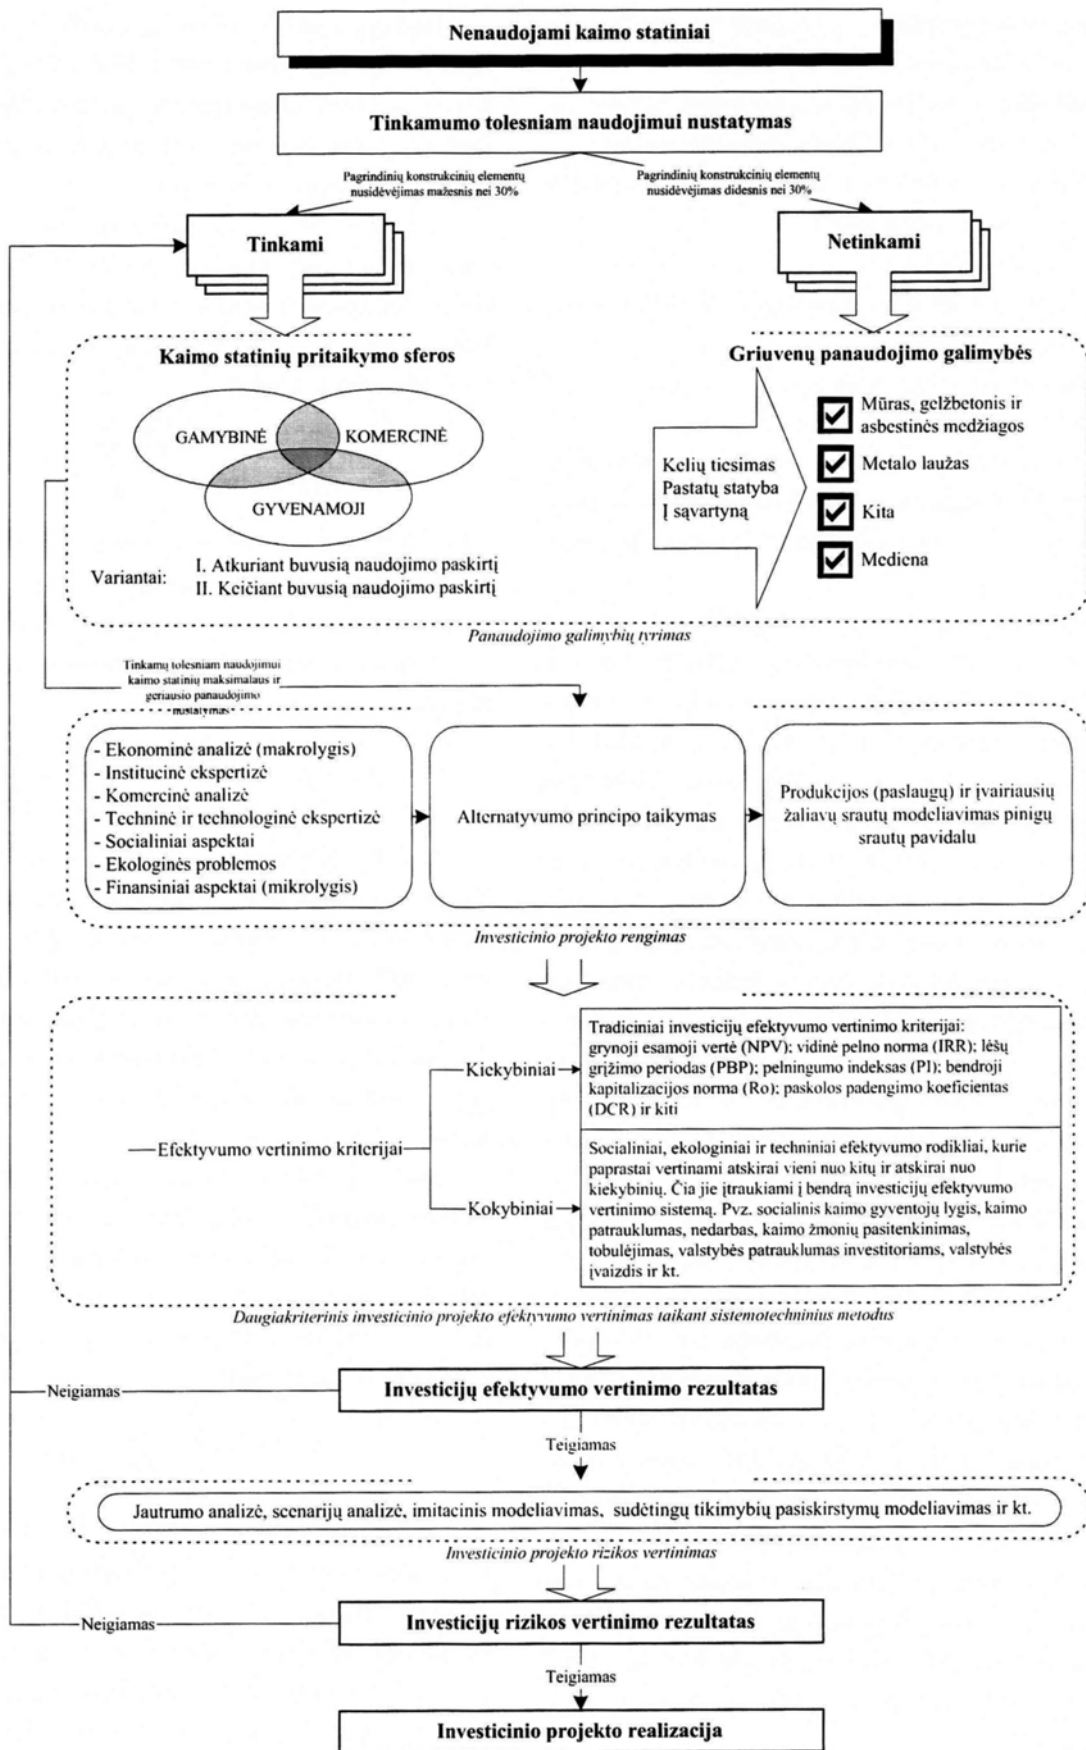 Nenaudojami kaimo statiniai
Tinkamumo tolesniam naudojimui nustatymas
Pagrindinių konstrukcinių elementų
nusidėvėjimas mažesnis nei 30%
Pagrindinių konstrukcinių elementų
nusidėvėjimas didesnis nei 30%
Tinkami
Netinkami
Kaimo statinių pritaikymo sferos
GAMYBINĖ
KOMERCINĖ
GYVENAMOJI
Variantai:
I. Atkuriant buvusią naudojimo paskirtį
II. Keičiant buvusią naudojimo paskirtį
Griuvenų panaudojimo galimybės
Kelių tiesimas
Pastatų statyba
Į sąvartyną
Mūras, gelžbetonis ir
asbestinės medžiagos
Metalo laužas
Kita
Mediena
Panaudojimo galimybių tyrimas
Tinkamų tolesniam naudojimui
kaimo statinių maksimalaus ir
geriausio panaudojimo
nustatymas
- Ekonominė analizė (makrolygis)
- Institucinė ekspertizė
- Komercinė analizė
- Techninė ir technologinė ekspertizė
- Socialiniai aspektai
- Ekologinės problemos
- Finansiniai aspektai (mikrolygis)
Alternatyvumo principo taikymas
Produkcijos (paslaugų) ir įvairiausių
žaliavų srautų modeliavimas pinigų
srautų pavidalu
Investicinio projekto rengimas
Efektyvumo vertinimo kriterijai
Kiekybiniai
Tradiciniai investicijų efektyvumo vertinimo kriterijai:
grynoji esamoji vertė (NPV); vidinė pelno norma (IRR); lėšų
grįžimo periodas (PBP); pelningumo indeksas (PI); bendroji
kapitalizacijos norma (Ro); paskolos padengimo koeficientas
(DCR) ir kiti
Kokybiniai
Socialiniai, ekologiniai ir techniniai efektyvumo rodikliai, kurie
paprastai vertinami atskirai vieni nuo kitų ir atskirai nuo
kiekybinių. Čia jie įtraukiami į bendrą investicijų efektyvumo
vertinimo sistemą. Pvz. socialinis kaimo gyventojų lygis, kaimo
patrauklumas, nedarbas, kaimo žmonių pasitenkinimas,
tobulėjimas, valstybės patrauklumas investitoriams, valstybės
įvaizdis ir kt.
Daugiakriterinis investicinio projekto efektyvumo vertinimas taikant sistemotechninius metodus
Neigiamas
Investicijų efektyvumo vertinimo rezultatas
Teigiamas
Jautrumo analizė, scenarijų analizė, imitacinis modeliavimas, sudėtingų tikimybių pasiskirstymų modeliavimas ir kt.
Investicinio projekto rizikos vertinimas
Neigiamas
Investicijų rizikos vertinimo rezultatas
Teigiamas
Investicinio projekto realizacija